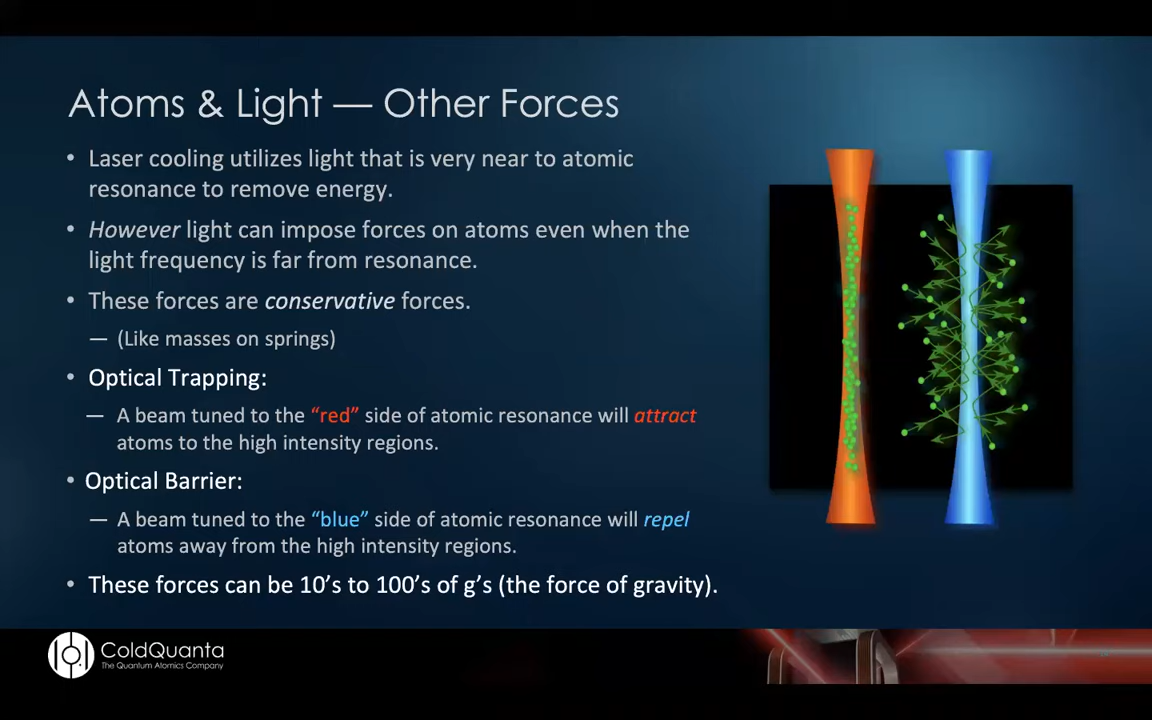 Atoms & Light — Other Forces
• Laser cooling utilizes light that is very near to atomic
resonance to remove energy.
• However light can impose forces on atoms even when the
light frequency is far from resonance.
• These forces are conservative forces.
— (Like masses on springs)
• Optical Trapping:
— A beam tuned to the “red” side of atomic resonance will attract
atoms to the high intensity regions.
• Optical Barrier:
— A beam tuned to the “blue” side of atomic resonance will repel
atoms away from the high intensity regions.
• These forces can be 10’s to 100’s of g’s (the force of gravity).
ColdQuanta
The Quantum Atomics Company